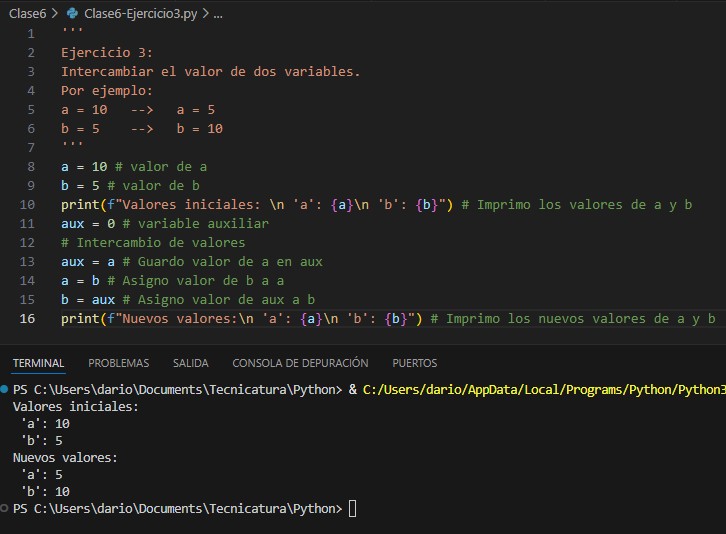 Clase6 > Clase6-Ejercicio3.py > ...
1 '''
2 Ejercicio 3:
3 Intercambiar el valor de dos variables.
4 Por ejemplo:
5 a = 10   -->   a = 5
6 b = 5    -->   b = 10
7 '''
8 a = 10 # valor de a
9 b = 5 # valor de b
10 print(f"Valores iniciales: \n 'a': {a}\n 'b': {b}") # Imprimo los valores de a y b
11 aux = 0 # variable auxiliar
12 # Intercambio de valores
13 aux = a # Guardo valor de a en aux
14 a = b # Asigno valor de b a a
15 b = aux # Asigno valor de aux a b
16 print(f"Nuevos valores:\n 'a': {a}\n 'b': {b}") # Imprimo los nuevos valores de a y b
TERMINAL PROBLEMAS SALIDA CONSOLA DE DEPURACIÓN PUERTOS
PS C:\Users\dario\Documents\Tecnicatura\Python> & C:/Users/dario/AppData/Local/Programs/Python/Python3
Valores iniciales:
 'a': 10
 'b': 5
Nuevos valores:
 'a': 5
 'b': 10
PS C:\Users\dario\Documents\Tecnicatura\Python>